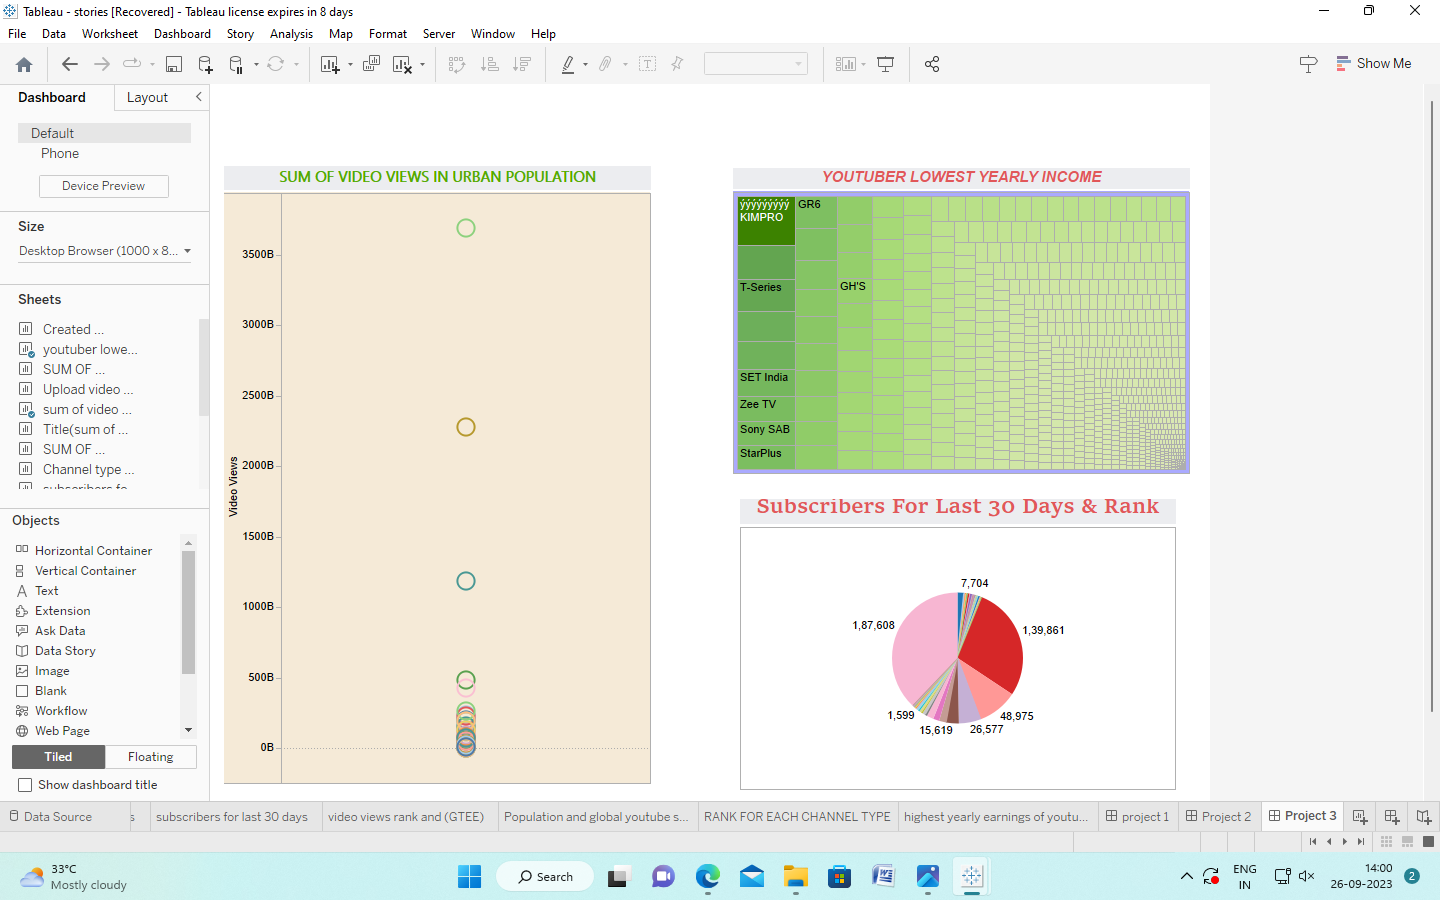 Tableau - stories [Recovered] - Tableau license expires in 8 days
File Data Worksheet Dashboard Story Analysis Map Format Server Window Help
Show Me
Dashboard Layout
Default
Phone
Device Preview
Size
Desktop Browser (1000 x 8...
Sheets
Created ...
youtuber lowe...
SUM OF ...
Upload video ...
sum of video ...
Title(sum of ...
SUM OF ...
Channel type ...
subscribers fo
Objects
Horizontal Container
Vertical Container
Text
Extension
Ask Data
Data Story
Image
Blank
Workflow
Web Page
Tiled Floating
Show dashboard title
SUM OF VIDEO VIEWS IN URBAN POPULATION
Video Views
3500B
3000B
2500B
2000B
1500B
1000B
500B
0B
YOUTUBER LOWEST YEARLY INCOME
ýýýýýýýýý
KIMPRO
GR6
T-Series
GH'S
SET India
Zee TV
Sony SAB
StarPlus
Subscribers For Last 30 Days & Rank
7,704
1,87,608
1,39,861
1,599
48,975
15,619
26,577
Data Source s subscribers for last 30 days video views rank and (GTEE) Population and global youtube s... RANK FOR EACH CHANNEL TYPE highest yearly earnings of youtu... project 1 Project 2 Project 3
33°C
Mostly cloudy
Search
ENG
IN
14:00
26-09-2023
2